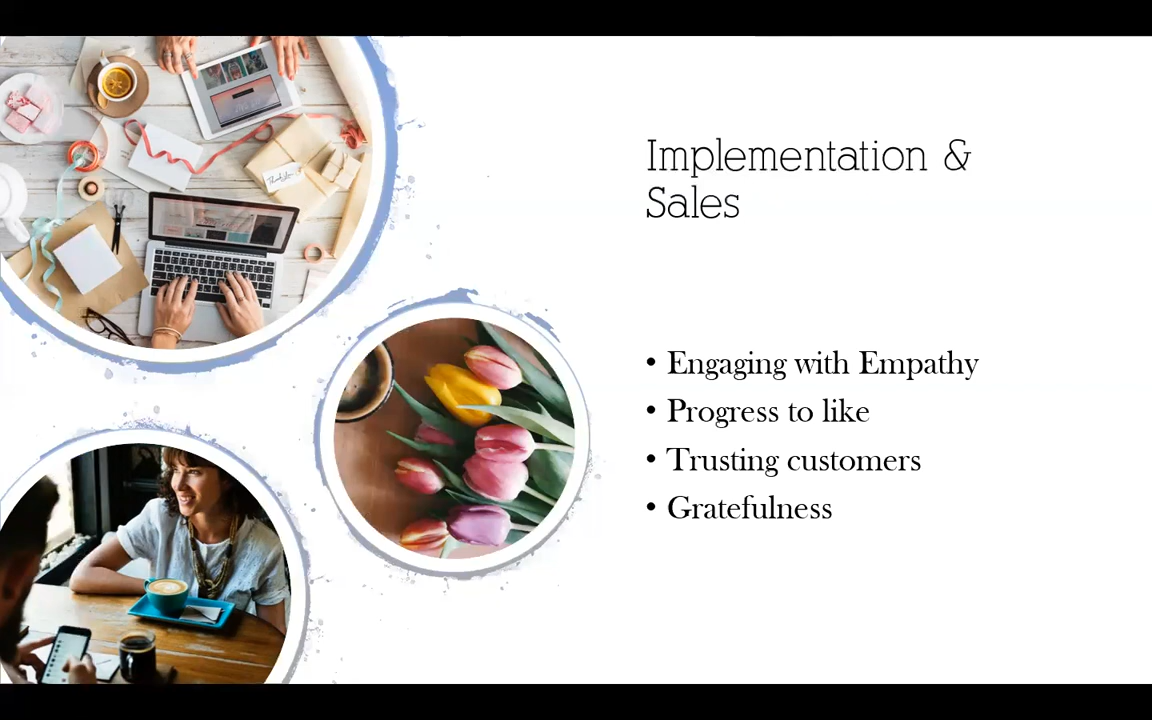 Implementation &
Sales
• Engaging with Empathy
• Progress to like
• Trusting customers
• Gratefulness